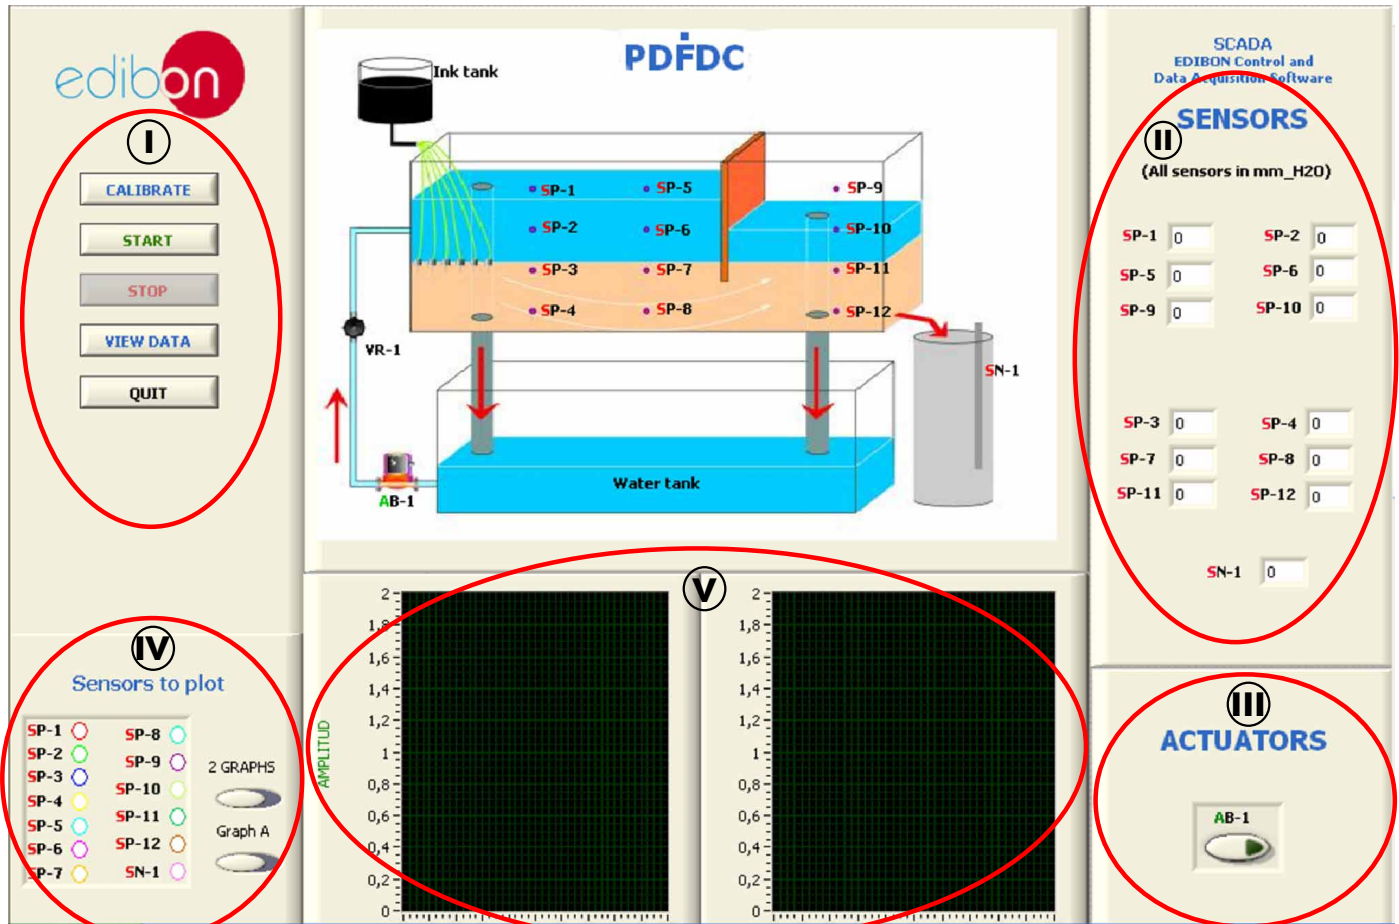 edibon
I
CALIBRATE
START
STOP
VIEW DATA
QUIT
PDFDC
Ink tank
SP-1 SP-5 SP-9
SP-2 SP-6 SP-10
SP-3 SP-7 SP-11
SP-4 SP-8 SP-12
VR-1
SN-1
AB-1
Water tank
SCADA
EDIBON Control and
Data Acquisition Software
SENSORS
II
(All sensors in mm_H2O)
SP-1 0 SP-2 0
SP-5 0 SP-6 0
SP-9 0 SP-10 0
SP-3 0 SP-4 0
SP-7 0 SP-8 0
SP-11 0 SP-12 0
SN-1 0
IV
Sensors to plot
SP-1
SP-2
SP-3
SP-4
SP-5
SP-6
SP-7
SP-8
SP-9
SP-10
SP-11
SP-12
SN-1
2 GRAPHS
Graph A
V
AMPLITUD
2
1,8
1,6
1,4
1,2
1
0,8
0,6
0,4
0,2
0
2
1,8
1,6
1,4
1,2
1
0,8
0,6
0,4
0,2
0
III
ACTUATORS
AB-1